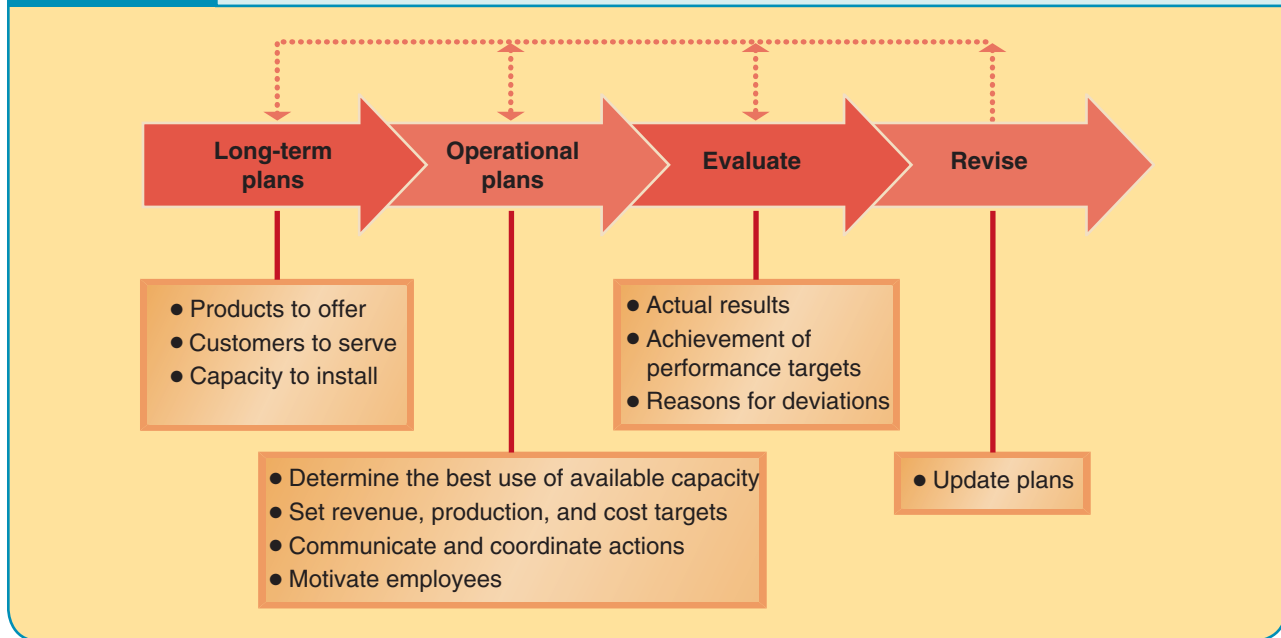 Long-term
plans
Operational
plans
Evaluate
Revise
● Products to offer
● Customers to serve
● Capacity to install
● Determine the best use of available capacity
● Set revenue, production, and cost targets
● Communicate and coordinate actions
● Motivate employees
● Actual results
● Achievement of
performance targets
● Reasons for deviations
● Update plans